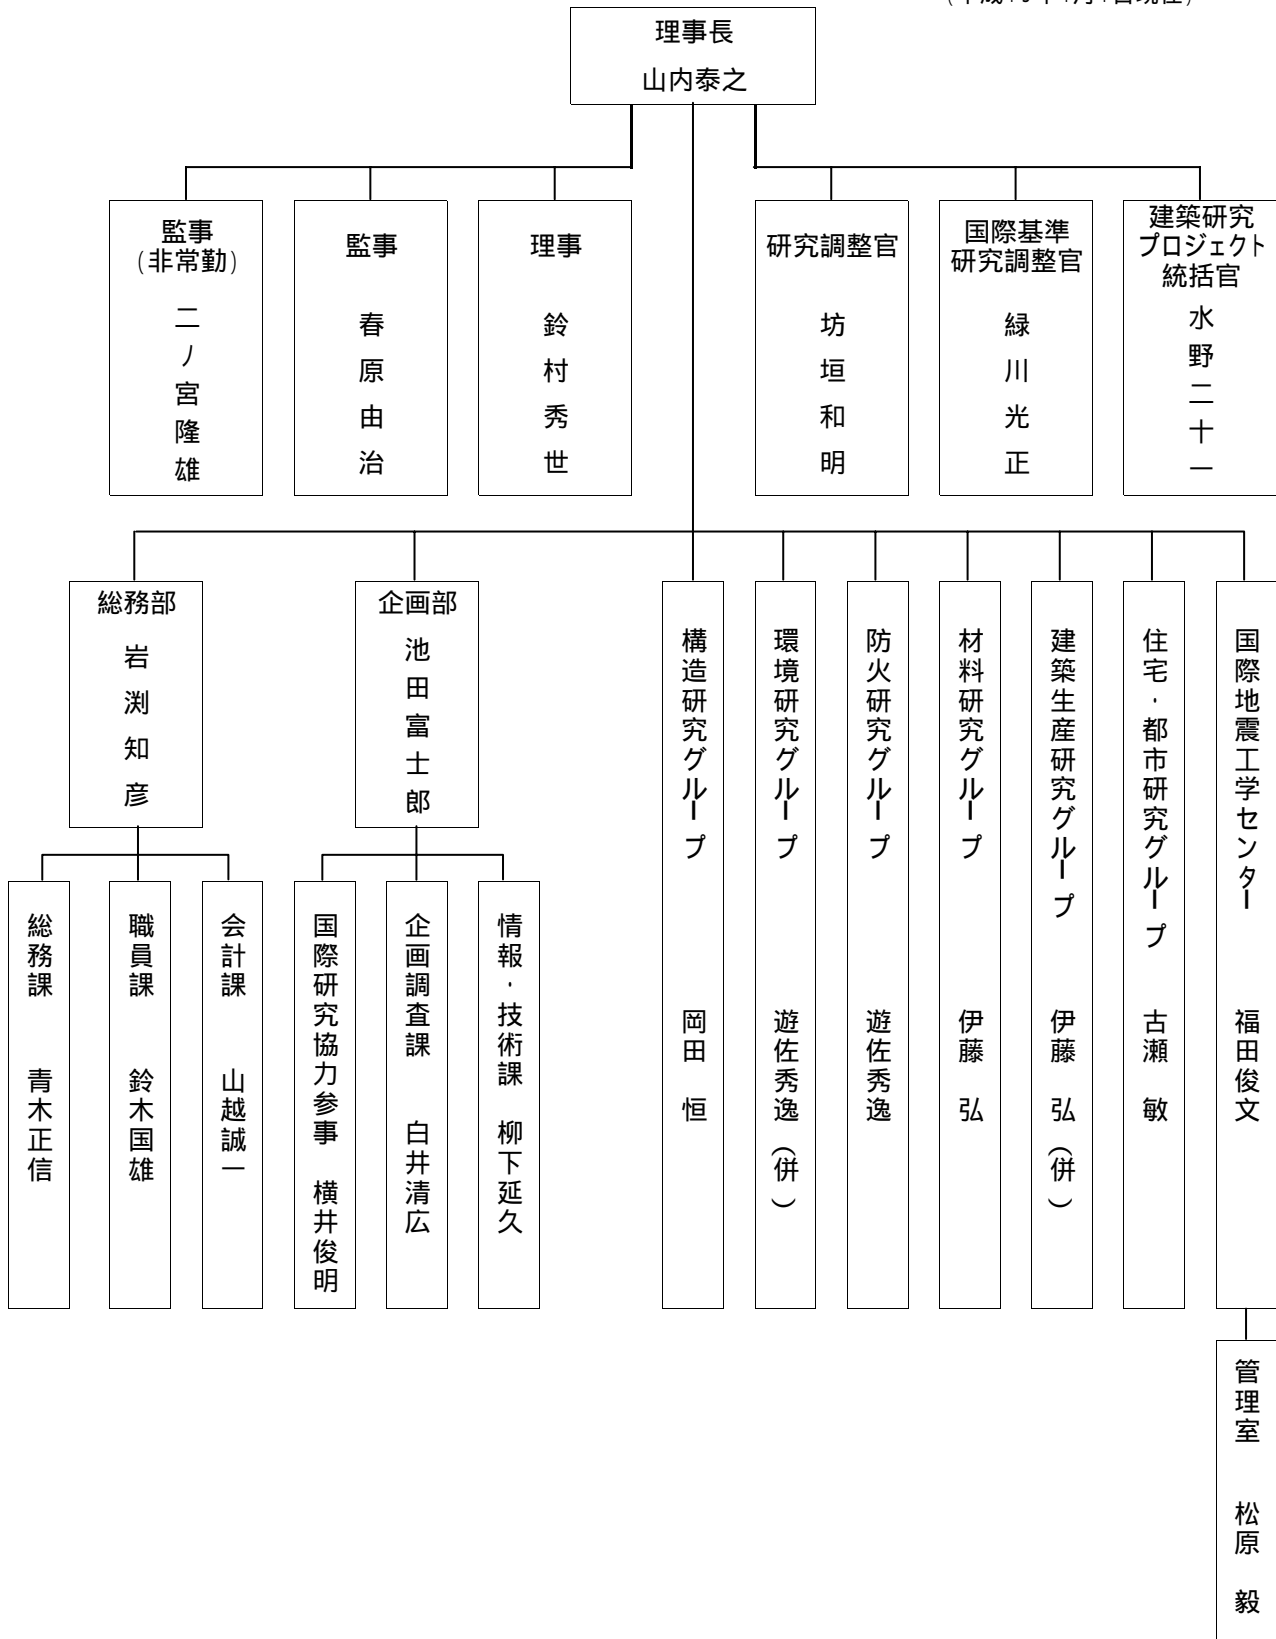 理事長
山内泰之
監事
(非常勤)
二ノ宮隆雄
監事
春原由治
理事
鈴村秀世
研究調整官
坊垣和明
国際基準
研究調整官
緑川光正
建築研究
プロジェクト
統括官
水野二十一
総務部
岩渕知彦
企画部
池田富士郎
構造研究グループ 岡田 恒
環境研究グループ 遊佐秀逸(併)
防火研究グループ 遊佐秀逸
材料研究グループ 伊藤 弘
建築生産研究グループ 伊藤 弘(併)
住宅・都市研究グループ 古瀬 敏
国際地震工学センター 福田俊文
総務課 青木正信
職員課 鈴木国雄
会計課 山越誠一
国際研究協力参事 横井俊明
企画調査課 白井清広
情報・技術課 柳下延久
管理室 松原 毅